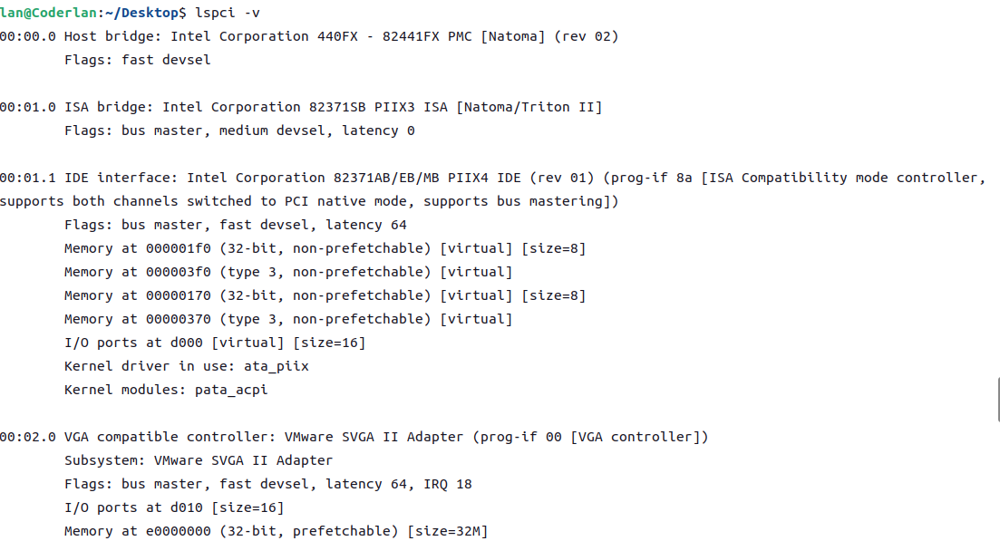 lan@Coderlan:~/Desktop$ lspci -v
00:00.0 Host bridge: Intel Corporation 440FX - 82441FX PMC [Natoma] (rev 02)
Flags: fast devsel
00:01.0 ISA bridge: Intel Corporation 82371SB PIIX3 ISA [Natoma/Triton II]
Flags: bus master, medium devsel, latency 0
00:01.1 IDE interface: Intel Corporation 82371AB/EB/MB PIIX4 IDE (rev 01) (prog-if 8a [ISA Compatibility mode controller,
supports both channels switched to PCI native mode, supports bus mastering])
Flags: bus master, fast devsel, latency 64
Memory at 000001f0 (32-bit, non-prefetchable) [virtual] [size=8]
Memory at 000003f0 (type 3, non-prefetchable) [virtual]
Memory at 00000170 (32-bit, non-prefetchable) [virtual] [size=8]
Memory at 00000370 (type 3, non-prefetchable) [virtual]
I/O ports at d000 [virtual] [size=16]
Kernel driver in use: ata_piix
Kernel modules: pata_acpi
00:02.0 VGA compatible controller: VMware SVGA II Adapter (prog-if 00 [VGA controller])
Subsystem: VMware SVGA II Adapter
Flags: bus master, fast devsel, latency 64, IRQ 18
I/O ports at d010 [size=16]
Memory at e0000000 (32-bit, prefetchable) [size=32M]